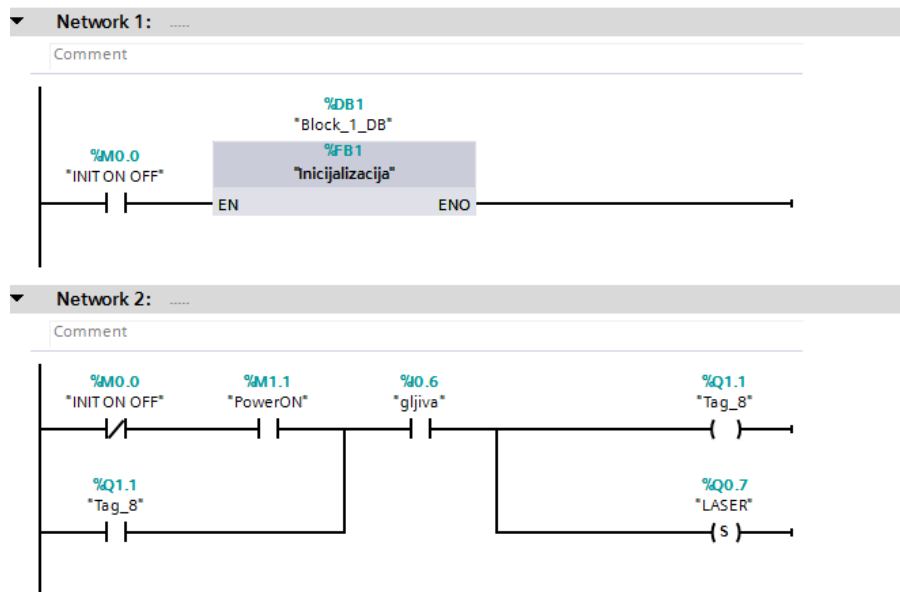 Network 1: .....
Comment
%DB1
"Block_1_DB"
%M0.0
"INIT ON OFF"
%FB1
"Inicijalizacija"
EN
ENO
Network 2: .....
Comment
%M0.0
"INIT ON OFF"
%M1.1
"PowerON"
%I0.6
"gljiva"
%Q1.1
"Tag_8"
%Q1.1
"Tag_8"
%Q0.7
"LASER"
S